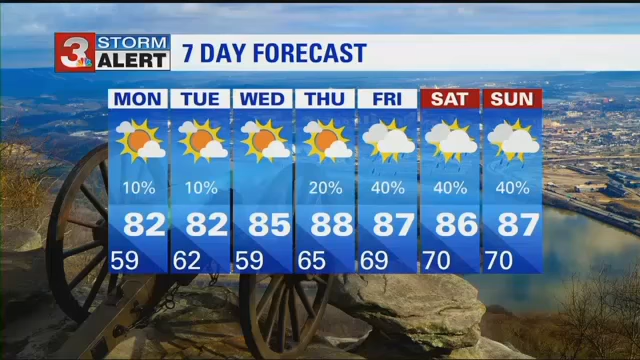 3 STORM ALERT
7 DAY FORECAST
MON TUE WED THU FRI SAT SUN
10% 10% 20% 40% 40% 40%
82 82 85 88 87 86 87
59 62 59 65 69 70 70